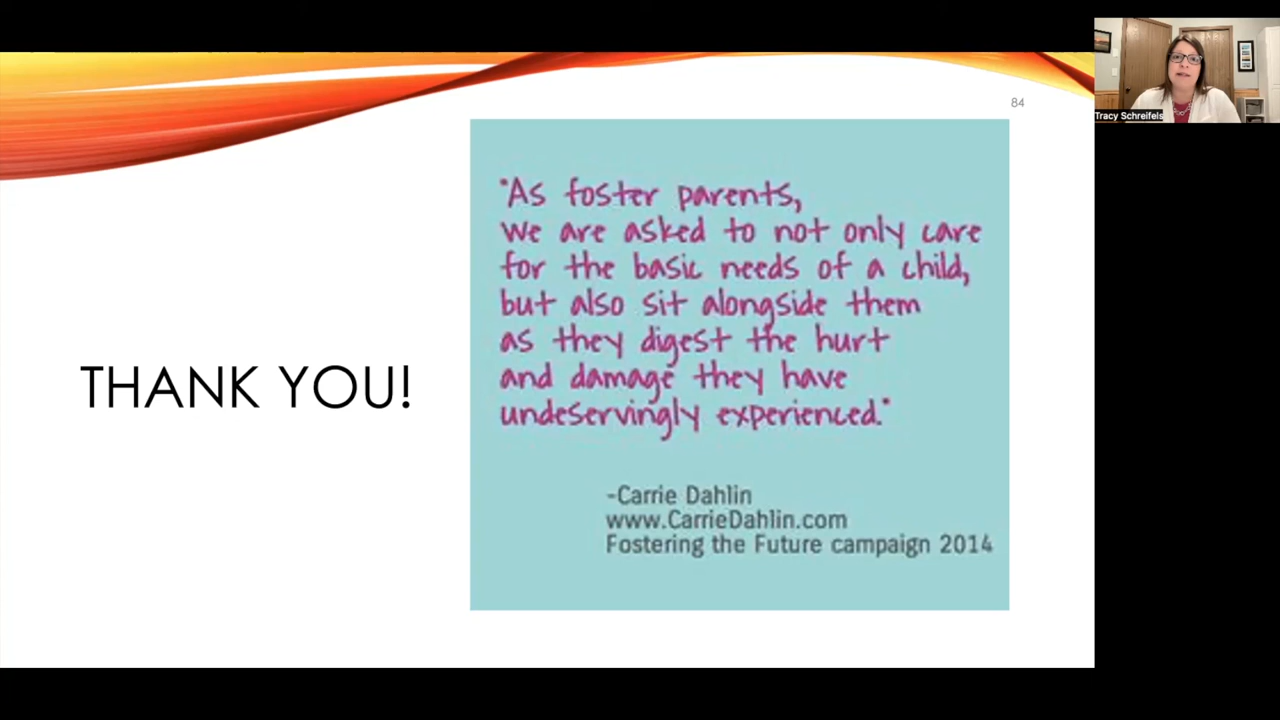 84
THANK YOU!
"As foster parents,
we are asked to not only care
for the basic needs of a child,
but also sit alongside them
as they digest the hurt
and damage they have
undeservingly experienced."
-Carrie Dahlin
www.CarrieDahlin.com
Fostering the Future campaign 2014
Tracy Schreifels